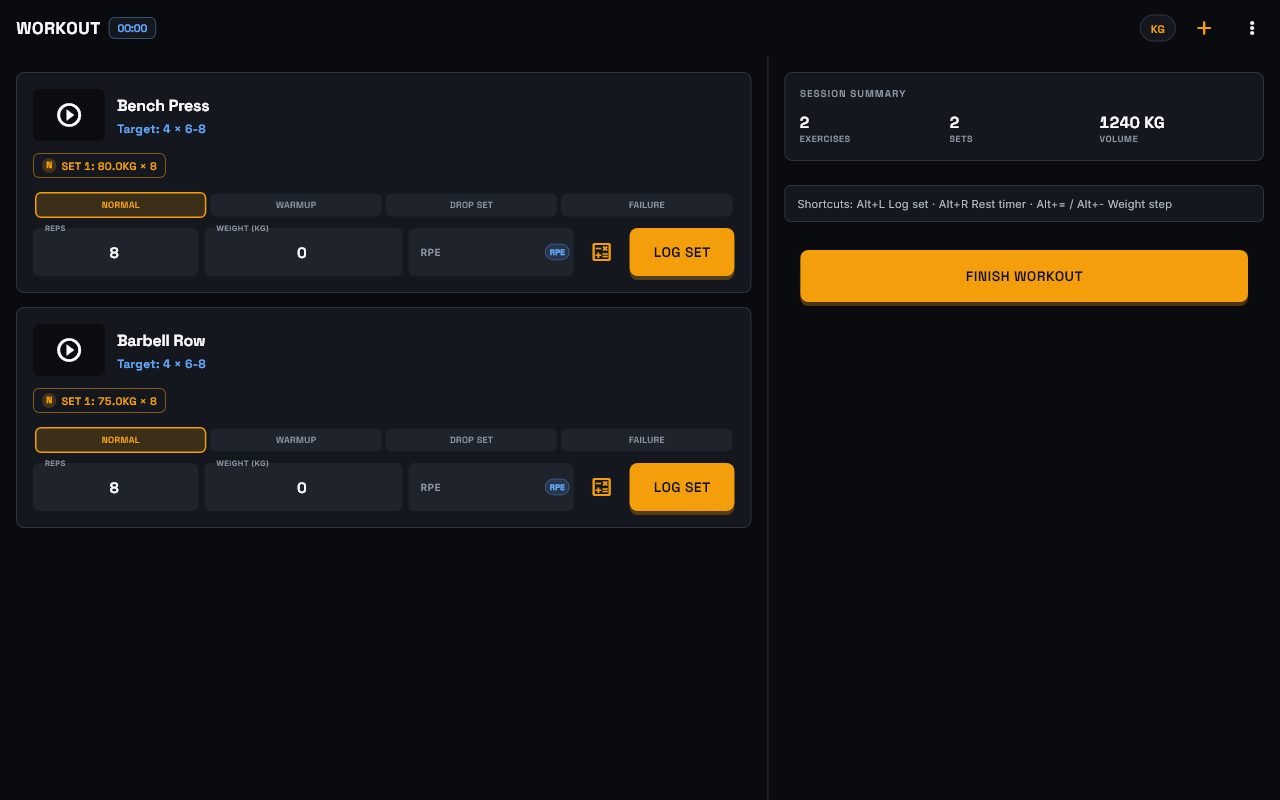 WORKOUT 00:00 KG
Bench Press
Target: 4 × 6-8
N SET 1: 80.0KG × 8
NORMAL WARMUP DROP SET FAILURE
REPS WEIGHT (KG)
8 0 RPE RPE LOG SET
Barbell Row
Target: 4 × 6-8
N SET 1: 75.0KG × 8
NORMAL WARMUP DROP SET FAILURE
REPS WEIGHT (KG)
8 0 RPE RPE LOG SET
SESSION SUMMARY
2 2 1240 KG
EXERCISES SETS VOLUME
Shortcuts: Alt+L Log set · Alt+R Rest timer · Alt+= / Alt+- Weight step
FINISH WORKOUT